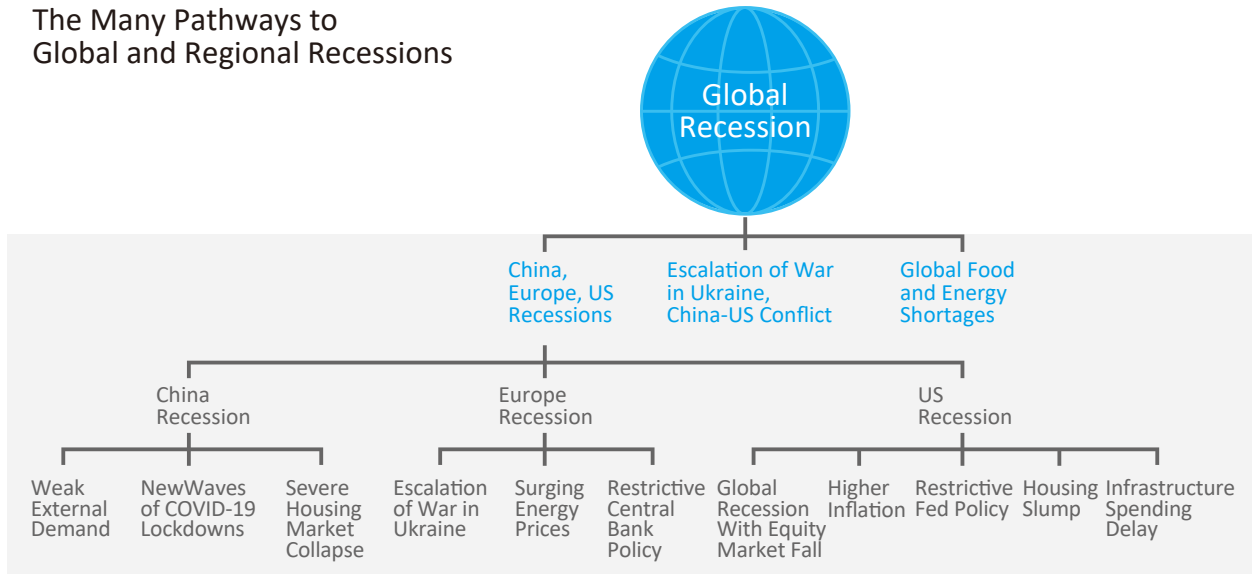 The Many Pathways to
Global and Regional Recessions
Global
Recession
China,
Europe, US
Recessions
Escalation of War
in Ukraine,
China-US Conflict
Global Food
and Energy
Shortages
China
Recession
Europe
Recession
US
Recession
Weak
External
Demand
NewWaves
of COVID-19
Lockdowns
Severe
Housing
Market
Collapse
Escalation
of War in
Ukraine
Surging
Energy
Prices
Restrictive
Central
Bank
Policy
Global
Recession
With Equity
Market Fall
Higher
Inflation
Restrictive
Fed Policy
Housing
Slump
Infrastructure
Spending
Delay